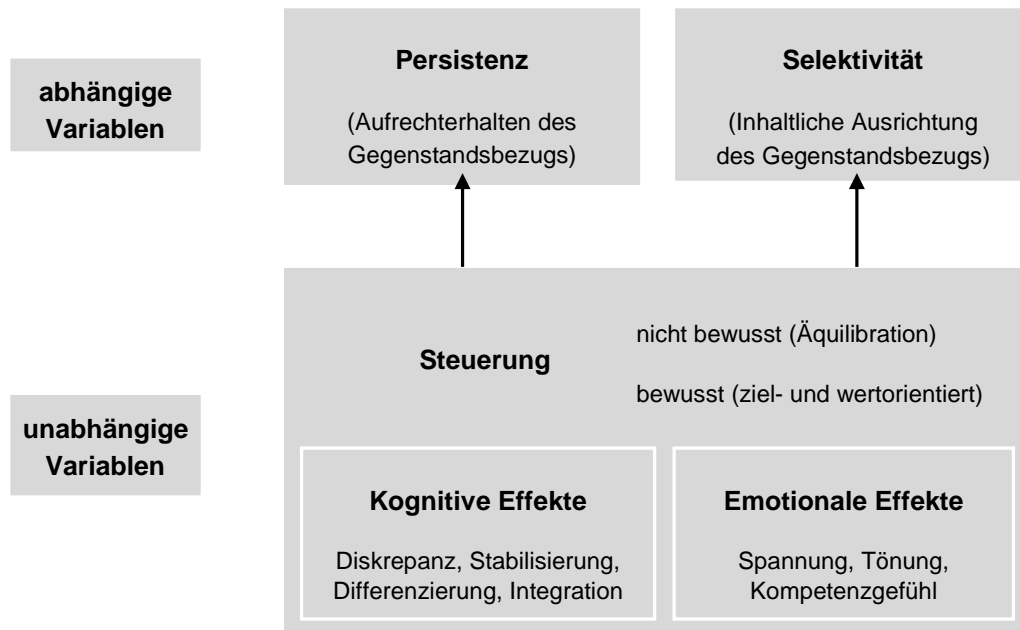 abhängige
Variablen
Persistenz
(Aufrechterhalten des
Gegenstandsbezugs)
Selektivität
(Inhaltliche Ausrichtung
des Gegenstandsbezugs)
unabhängige
Variablen
Steuerung
nicht bewusst (Äquilibration)
bewusst (ziel- und wertorientiert)
Kognitive Effekte
Diskrepanz, Stabilisierung,
Differenzierung, Integration
Emotionale Effekte
Spannung, Tönung,
Kompetenzgefühl